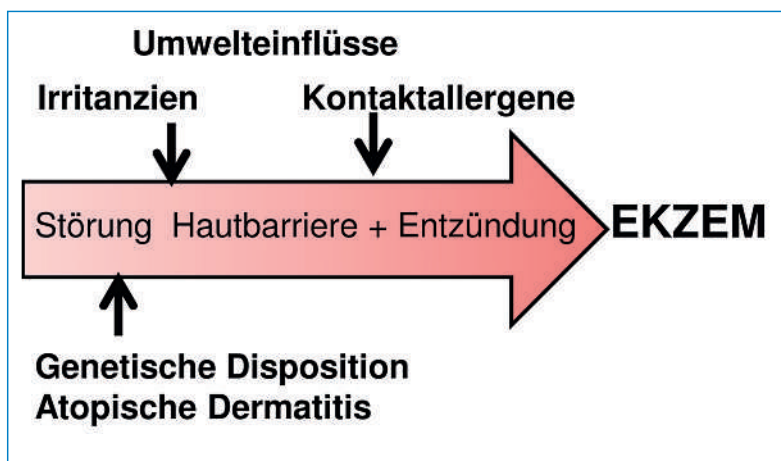 Umwelteinflüsse
Irritanzien Kontaktallergene
Störung Hautbarriere + Entzündung EKZEM
Genetische Disposition
Atopische Dermatitis